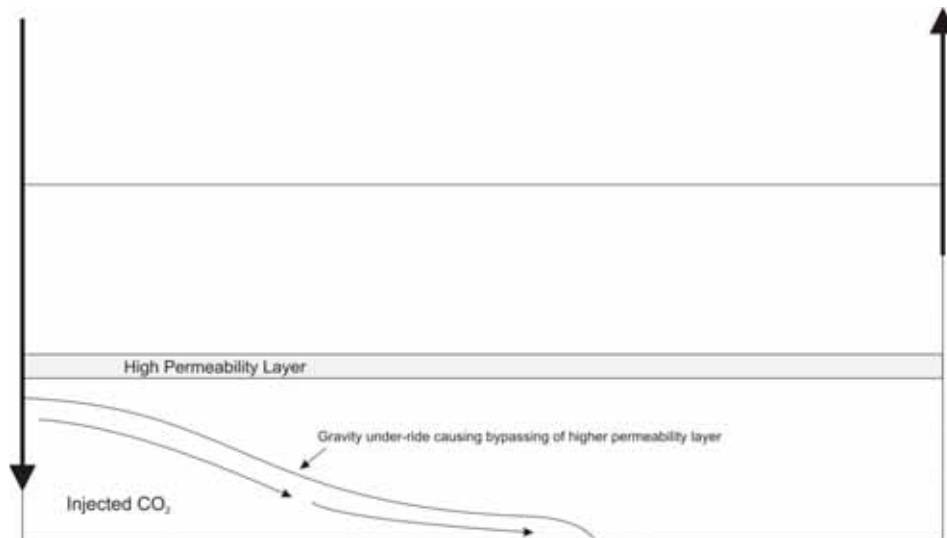 High Permeability Layer
Gravity under-ride causing bypassing of higher permeability layer
Injected CO₂